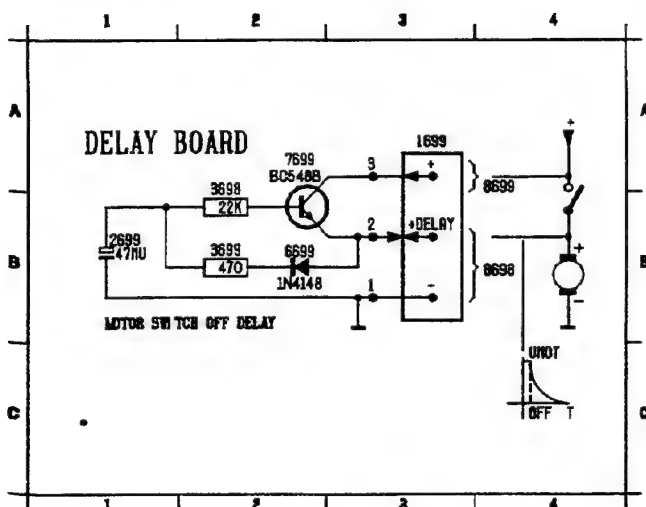 1 2 3 4
A A
DELAY BOARD
1699
+
7699
BC548B
3
+
8699
3698
22K
2
+DELAY
2699
47MU
3699
470
6699
1N4148
B B
8698
+
1
-
-
MOTOR SWITCH OFF DELAY
UMOT
C C
OFF T
1 2 3 4